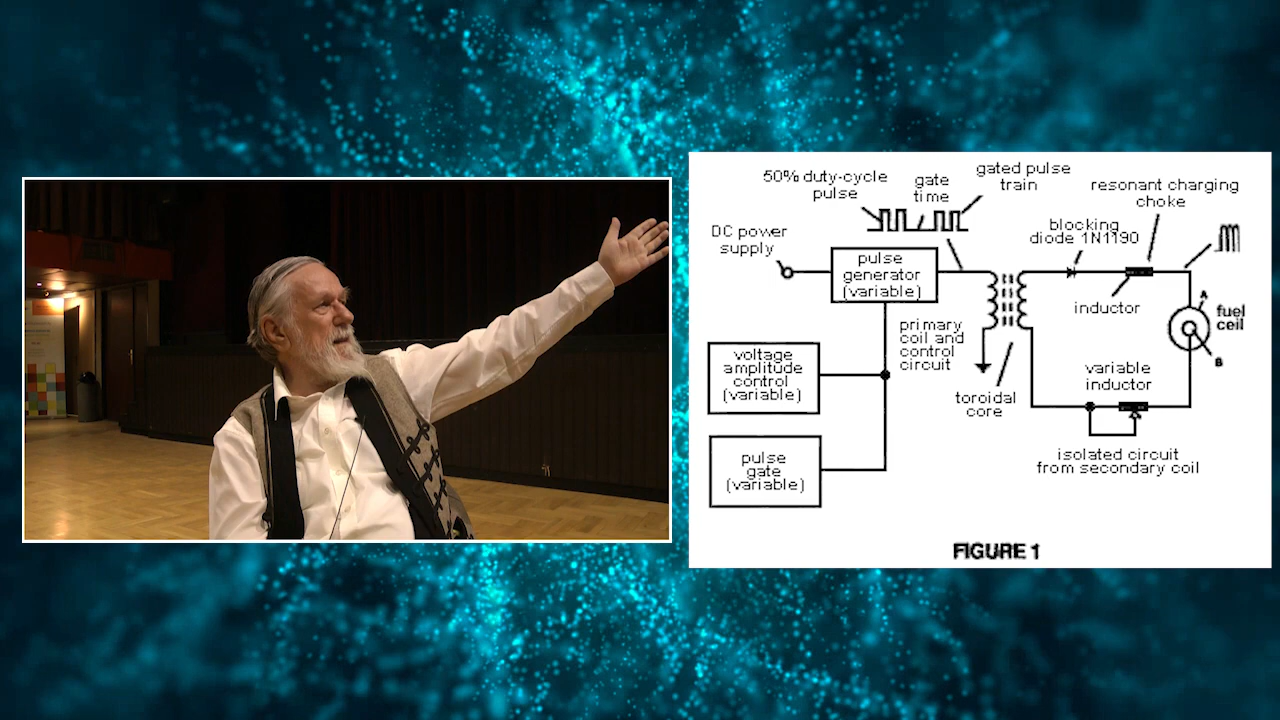 50% duty-cycle
pulse
gate
time
gated pulse
train
resonant charging
choke
DC power
supply
blocking
diode 1N1190
pulse
generator
(variable)
inductor
A
fuel
ceil
B
primary
coil and
control
circuit
voltage
amplitude
control
(variable)
variable
inductor
toroidal
core
pulse
gate
(variable)
isolated circuit
from secondary coil
FIGURE 1